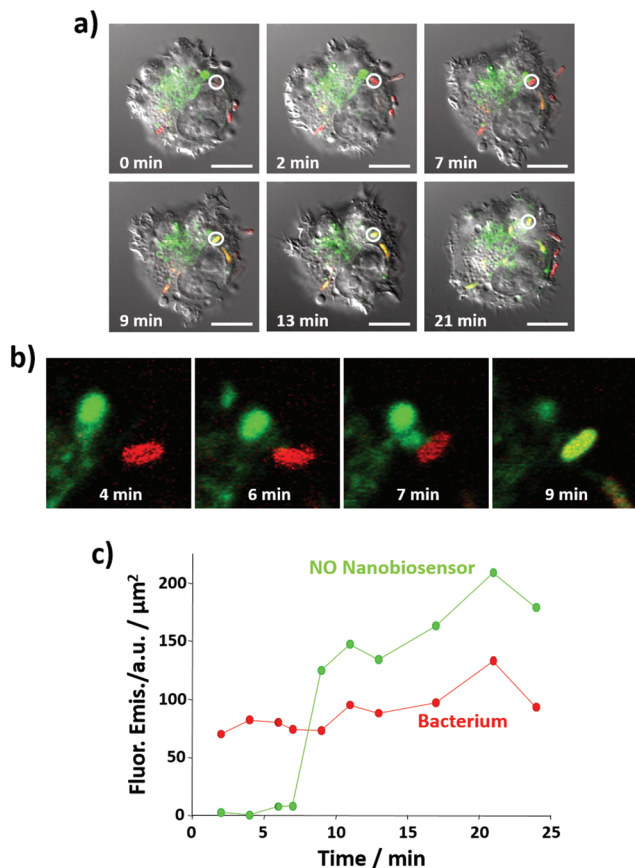 a)
0 min
2 min
7 min
9 min
13 min
21 min
b)
4 min
6 min
7 min
9 min
c)
NO Nanobiosensor
Bacterium
Fluor. Emis./a.u. / µm²
200
150
100
50
0
0
5
10
15
20
25
Time / min